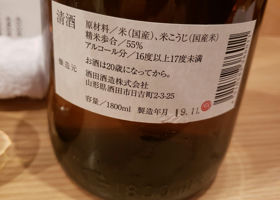 清酒
原材料/米(国産)、米こうじ(国産米)
精米歩合/55%
アルコール分/16度以上17度未満
お酒は20歳になってから。
製造元 酒田酒造株式会社
山形県酒田市日吉町2-3-25
容量/1800ml 製造年月 19.11